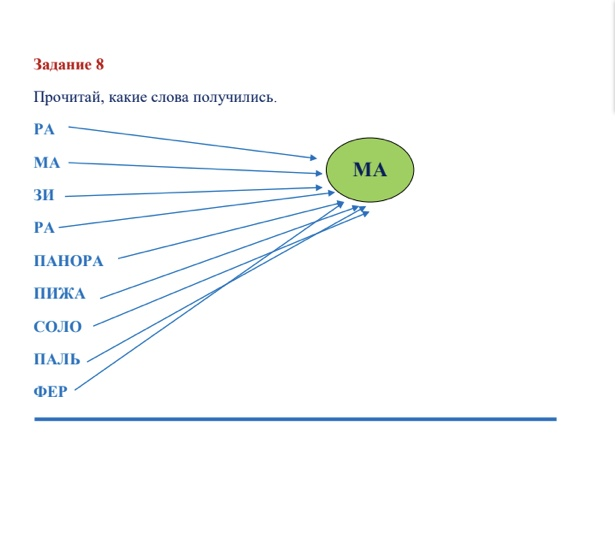 Задание 8
Прочитай, какие слова получились.
РА
МА
МА
ЗИ
РА
ПАНОРА
ПИЖА
СОЛО
ПАЛЬ
ФЕР